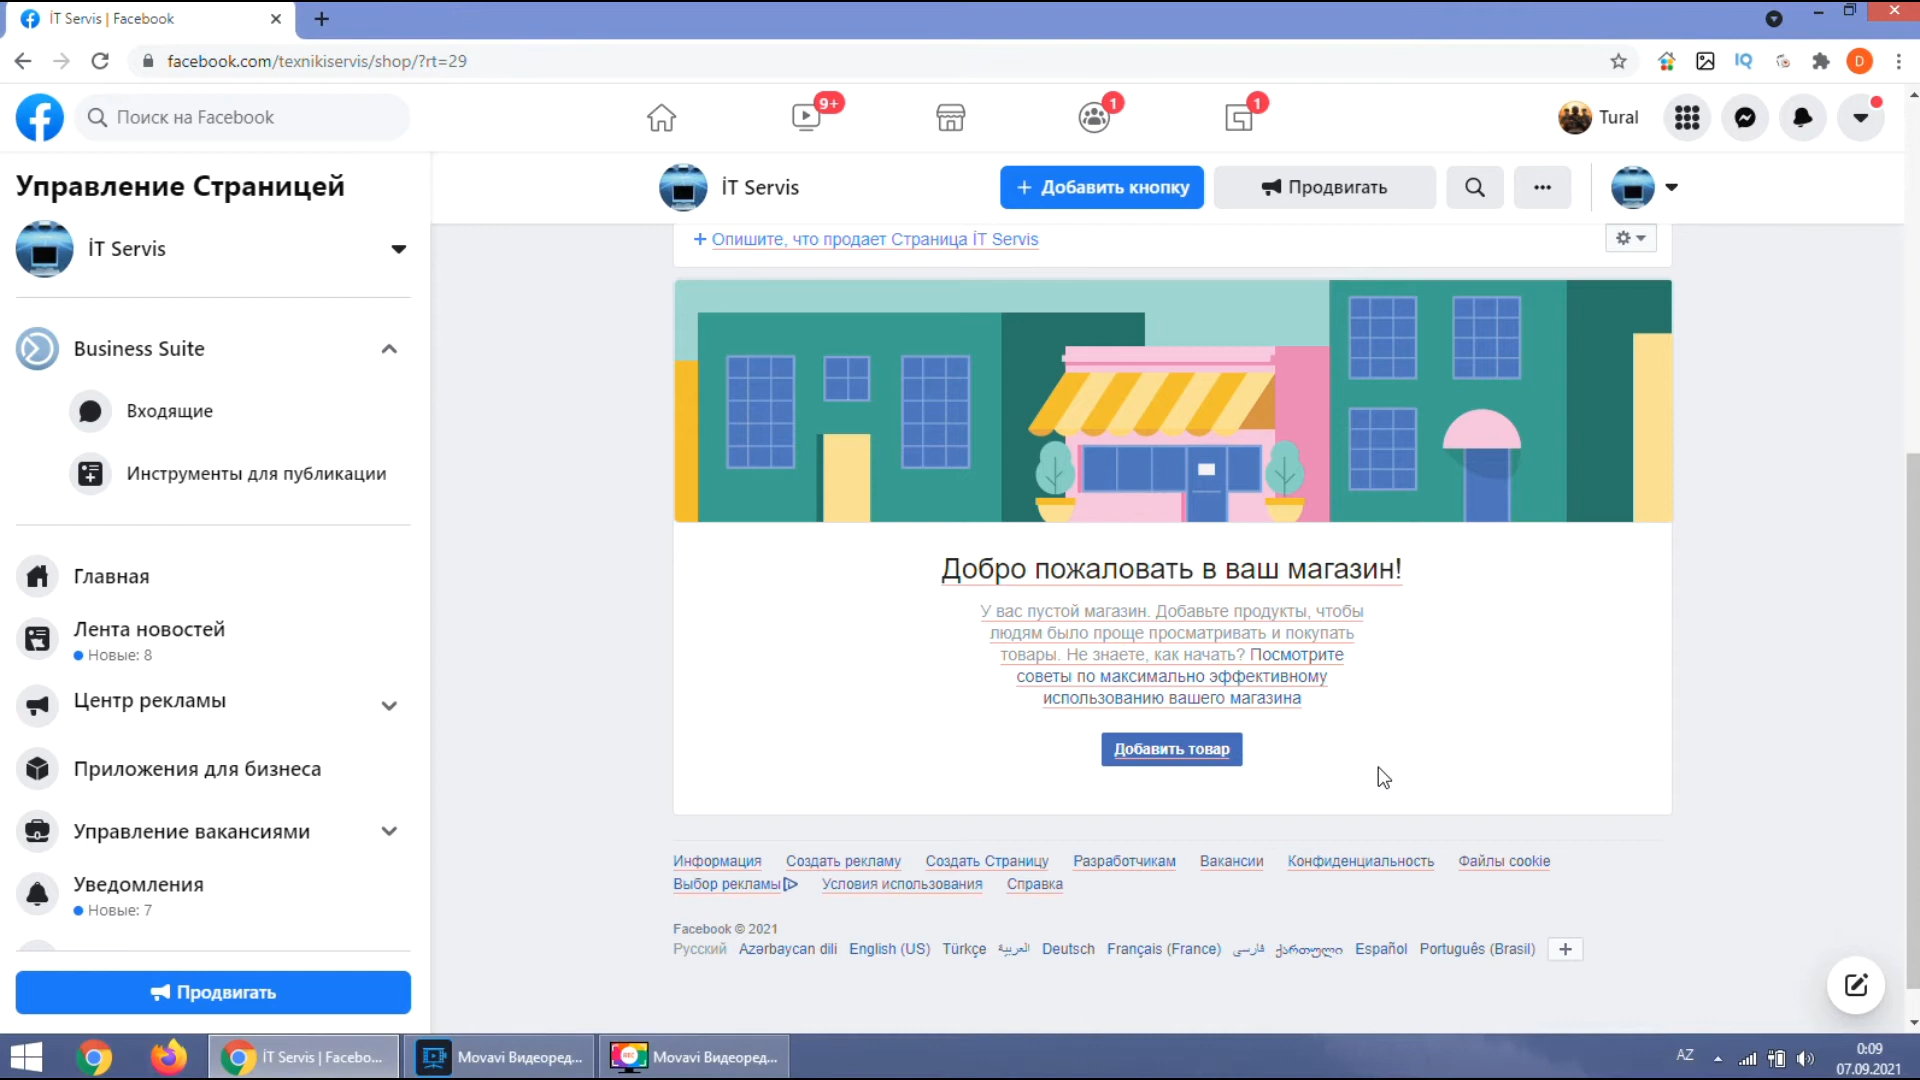 İT Servis | Facebook
facebook.com/texnikiservis/shop/?rt=29
IQ
D
Поиск на Facebook
9+
1
1
Tural
Управление Страницей
İT Servis
Добавить кнопку
Продвигать
İT Servis
+ Опишите, что продает Страница İT Servis
Business Suite
Входящие
Инструменты для публикации
Главная
Лента новостей
Новые: 8
Центр рекламы
Приложения для бизнеса
Управление вакансиями
Уведомления
Новые: 7
Продвигать
Добро пожаловать в ваш магазин!
У вас пустой магазин. Добавьте продукты, чтобы
людям было проще просматривать и покупать
товары. Не знаете, как начать? Посмотрите
советы по максимально эффективному
использованию вашего магазина
Добавить товар
Информация Создать рекламу Создать Страницу Разработчикам Вакансии Конфиденциальность Файлы cookie
Выбор рекламы Условия использования Справка
Facebook © 2021
Русский Azərbaycan dili English (US) Türkçe العربية Deutsch Français (France) فارسی ქართული Español Português (Brasil) +
İT Servis | Facebo...
Movavi Видеоред...
Movavi Видеоред...
AZ
0:09
07.09.2021